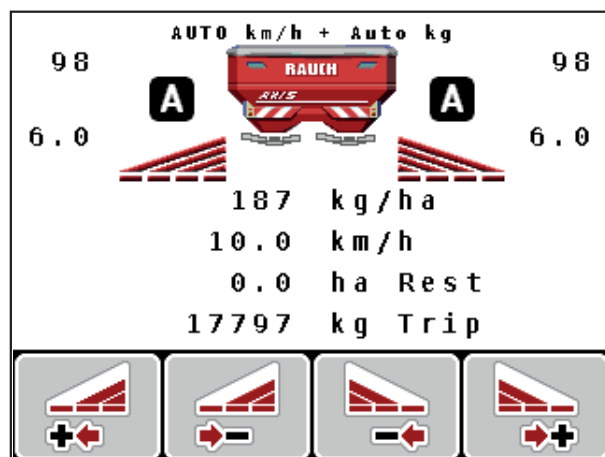 AUTO km/h + Auto kg
98 98
RAUCH
A A
AXIS
6.0 6.0
187 kg/ha
10.0 km/h
0.0 ha Rest
17797 kg Trip